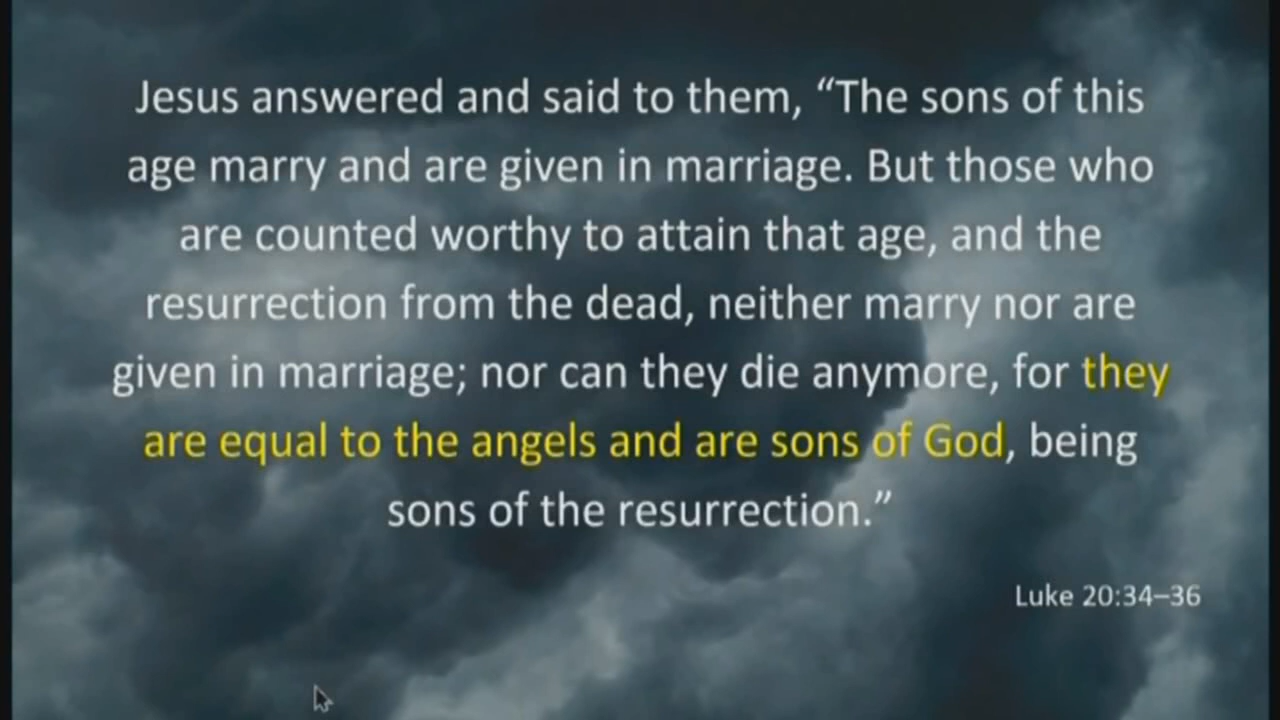 Jesus answered and said to them, “The sons of this
age marry and are given in marriage. But those who
are counted worthy to attain that age, and the
resurrection from the dead, neither marry nor are
given in marriage; nor can they die anymore, for they
are equal to the angels and are sons of God, being
sons of the resurrection.”
Luke 20:34–36